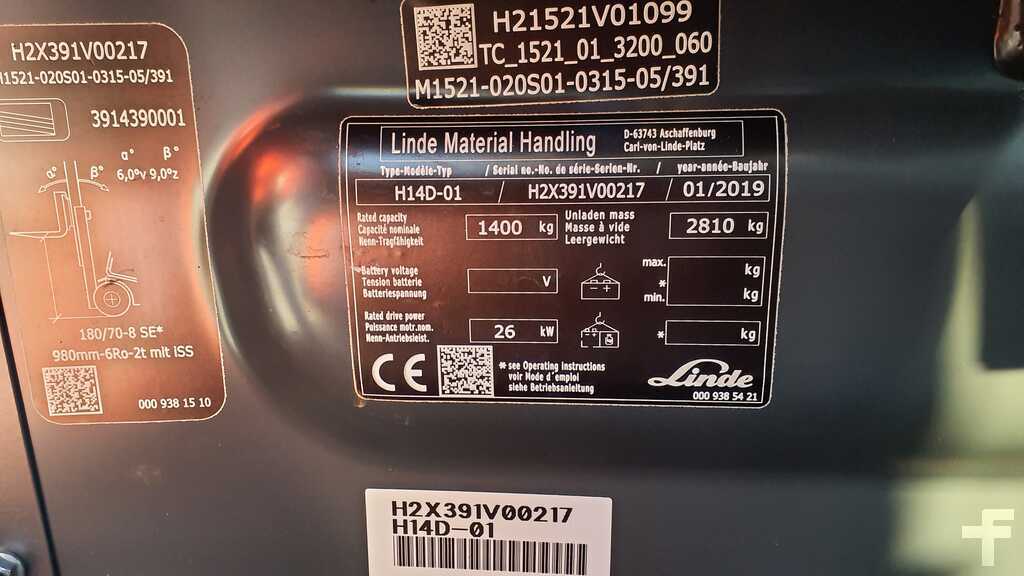 H2X391V00217
M1521-020S01-0315-05/391
3914390001
α° β°
α° β° 6,0°v 9,0°z
180/70-8 SE*
980mm-6Ro-2t mit ISS
000 938 15 10
H21521V01099
TC_1521_01_3200_060
M1521-020S01-0315-05/391
Linde Material Handling
D-63743 Aschaffenburg
Carl-von-Linde-Platz
Type-Modèle-Typ / Serial no.-No. de série-Serien-Nr. / year-année-Baujahr
H14D-01 / H2X391V00217 / 01/2019
Rated capacity
Capacité nominale
Nenn-Tragfähigkeit
1400 kg
Unladen mass
Masse à vide
Leergewicht
2810 kg
Battery voltage
Tension batterie
Batteriespannung
V
max. kg
*
min. kg
Rated drive power
Puissance motr.nom.
Nenn-Antriebsleist.
26 kW
* kg
CE
* see Operating Instructions
voir Mode d'emploi
siehe Betriebsanleitung
Linde
000 938 54 21
H2X391V00217
H14D-01